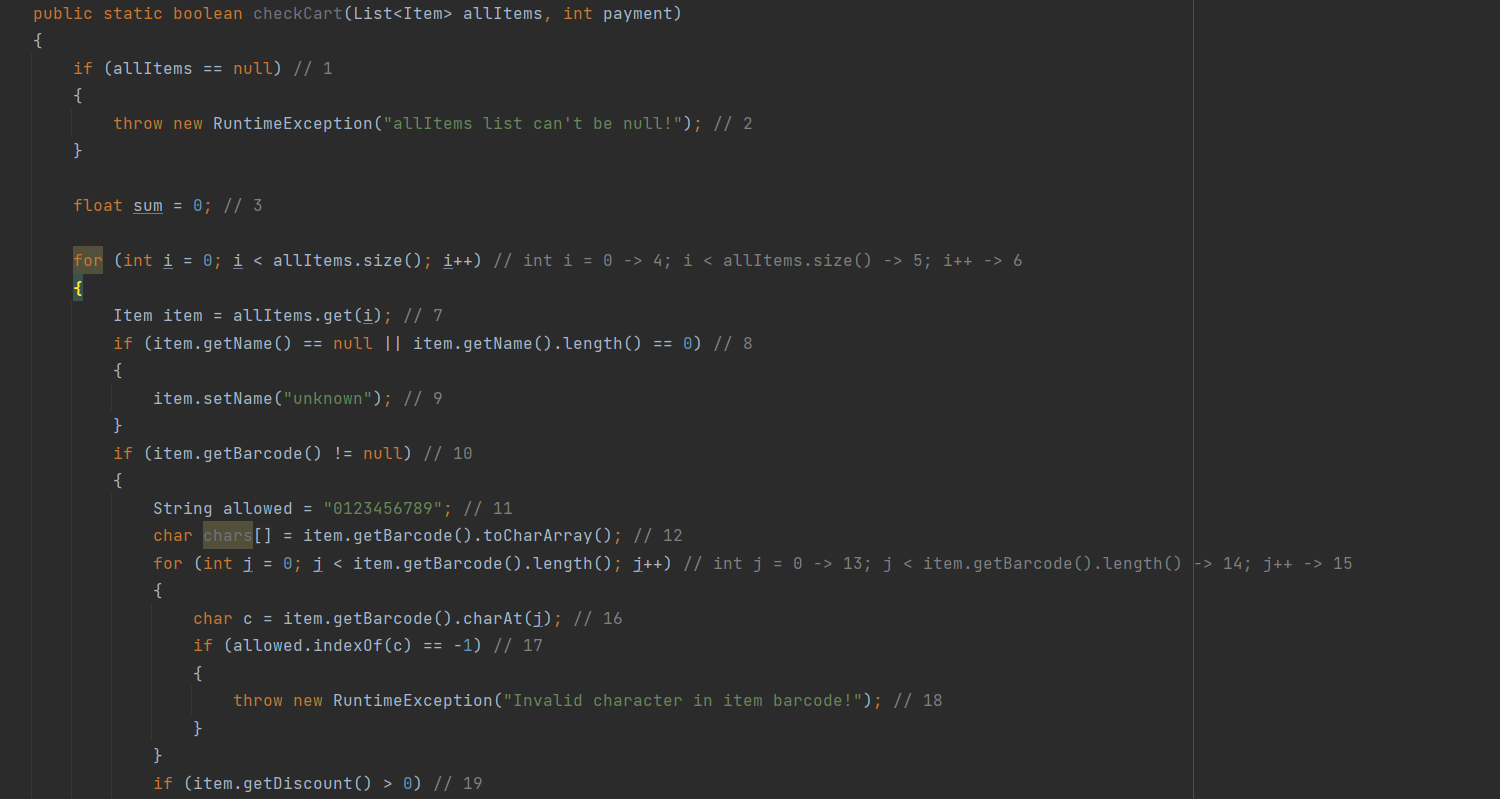 public static boolean checkCart(List<Item> allItems, int payment)
{
if (allItems == null) // 1
{
throw new RuntimeException("allItems list can't be null!"); // 2
}
float sum = 0; // 3
for (int i = 0; i < allItems.size(); i++) // int i = 0 -> 4; i < allItems.size() -> 5; i++ -> 6
{
Item item = allItems.get(i); // 7
if (item.getName() == null || item.getName().length() == 0) // 8
{
item.setName("unknown"); // 9
}
if (item.getBarcode() != null) // 10
{
String allowed = "0123456789"; // 11
char chars[] = item.getBarcode().toCharArray(); // 12
for (int j = 0; j < item.getBarcode().length(); j++) // int j = 0 -> 13; j < item.getBarcode().length() -> 14; j++ -> 15
{
char c = item.getBarcode().charAt(j); // 16
if (allowed.indexOf(c) == -1) // 17
{
throw new RuntimeException("Invalid character in item barcode!"); // 18
}
}
if (item.getDiscount() > 0) // 19